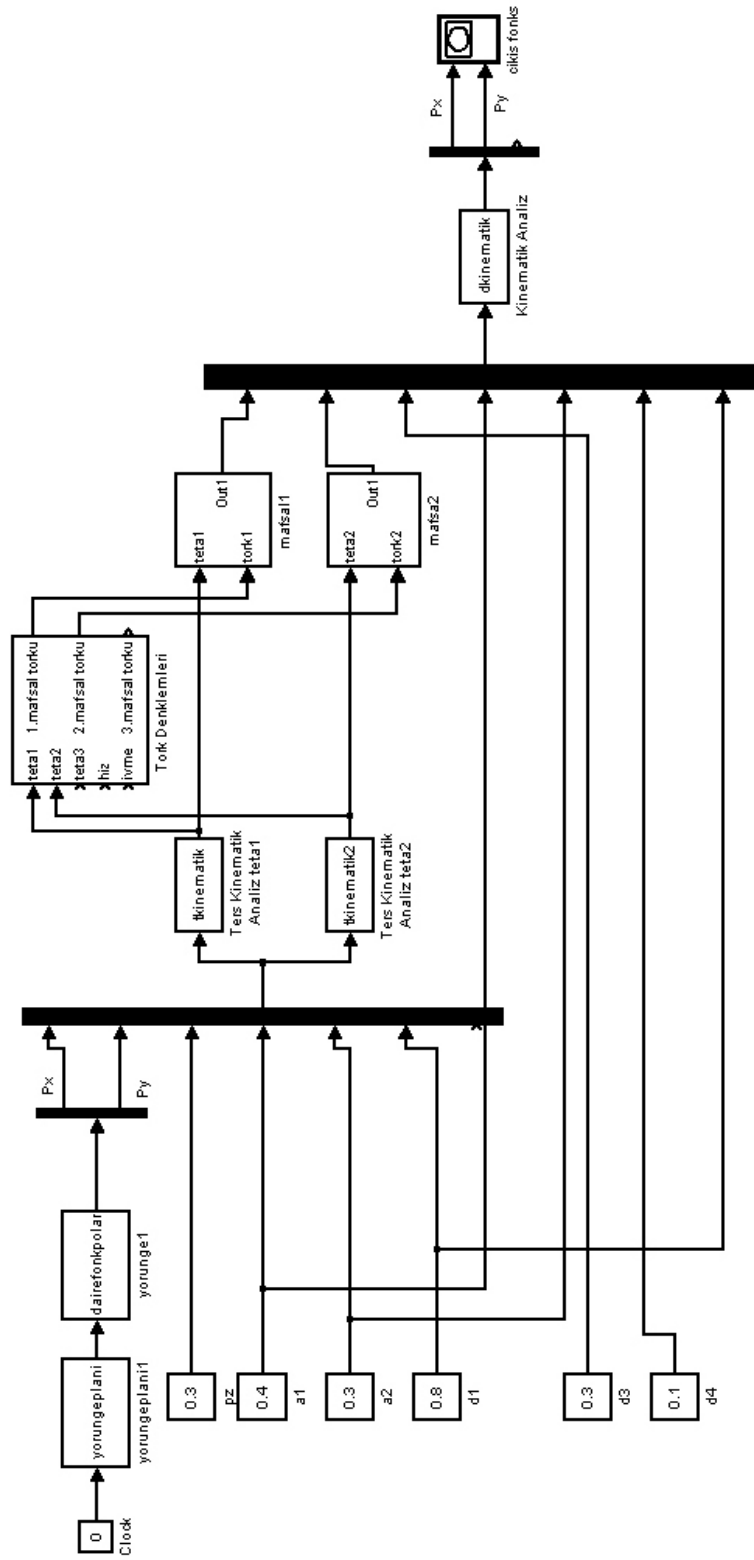 0
Clock
yorungeplani
yorungeplani1
dairefonkpolar
yorunge1
Px
Py
0.3
pz
0.4
a1
0.3
a2
0.8
d1
0.3
d3
0.1
d4
tkinematik
Ters Kinematik
Analiz teta1
tkinematik2
Ters Kinematik
Analiz teta2
teta1 1.mafsal torku
teta2
teta3 2.mafsal torku
hiz
ivme 3.mafsal torku
Tork Denklemleri
teta1
Out1
tork1
mafsal1
teta2
Out1
tork2
mafsa2
dkinematik
Kinematik Analiz
Px
Py
cikis fonks